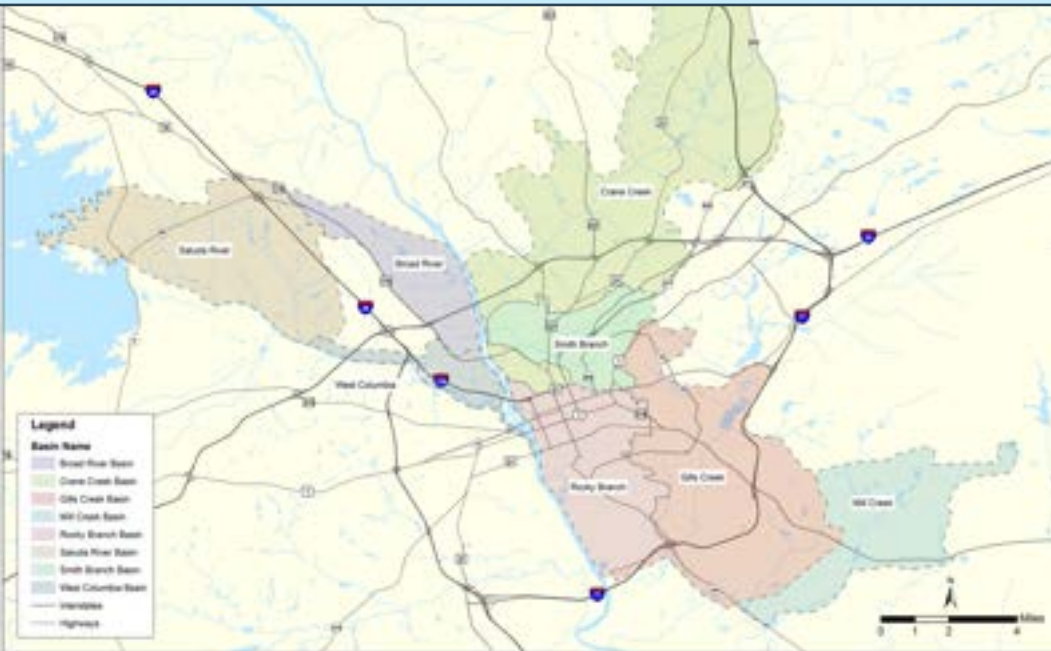 Crane Creek
Saluda River
Broad River
Smith Branch
West Columbia
Rocky Branch
Gills Creek
Mill Creek
Legend
Basin Name
Broad River Basin
Crane Creek Basin
Gills Creek Basin
Mill Creek Basin
Rocky Branch Basin
Saluda River Basin
Smith Branch Basin
West Columbia Basin
Interstates
Highways
N
0 1 2 4 Miles